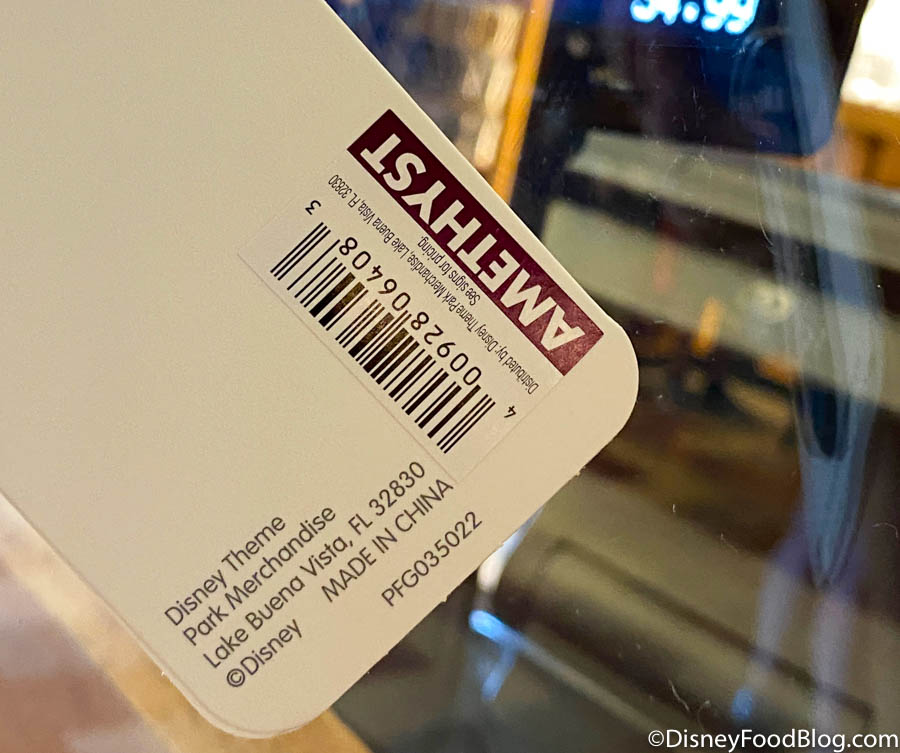 AMETHYST
Distributed by: Disney Theme Park Merchandise, Lake Buena Vista, FL 32830
See signs for pricing.
4 00928 06408 3
Disney Theme
Park Merchandise
Lake Buena Vista, FL 32830
©Disney MADE IN CHINA
PFG035022
©DisneyFoodBlog.com